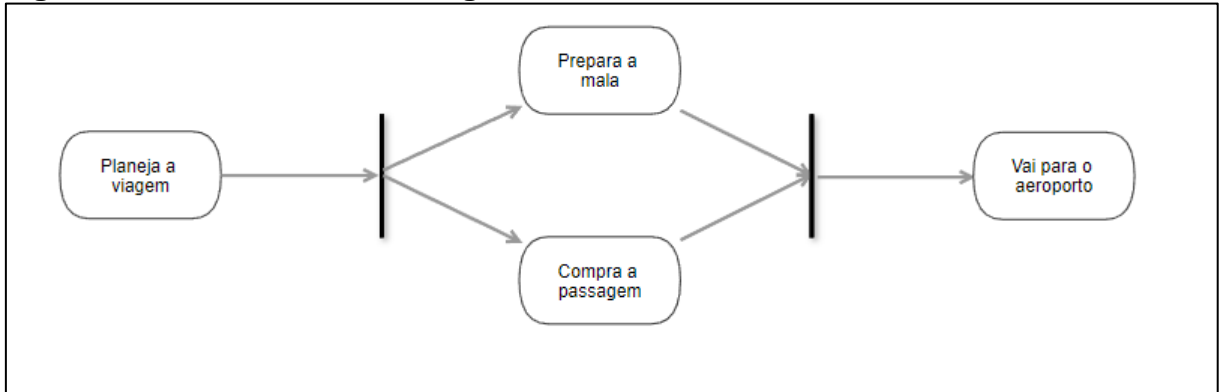 Planeja a
viagem
Prepara a
mala
Compra a
passagem
Vai para o
aeroporto